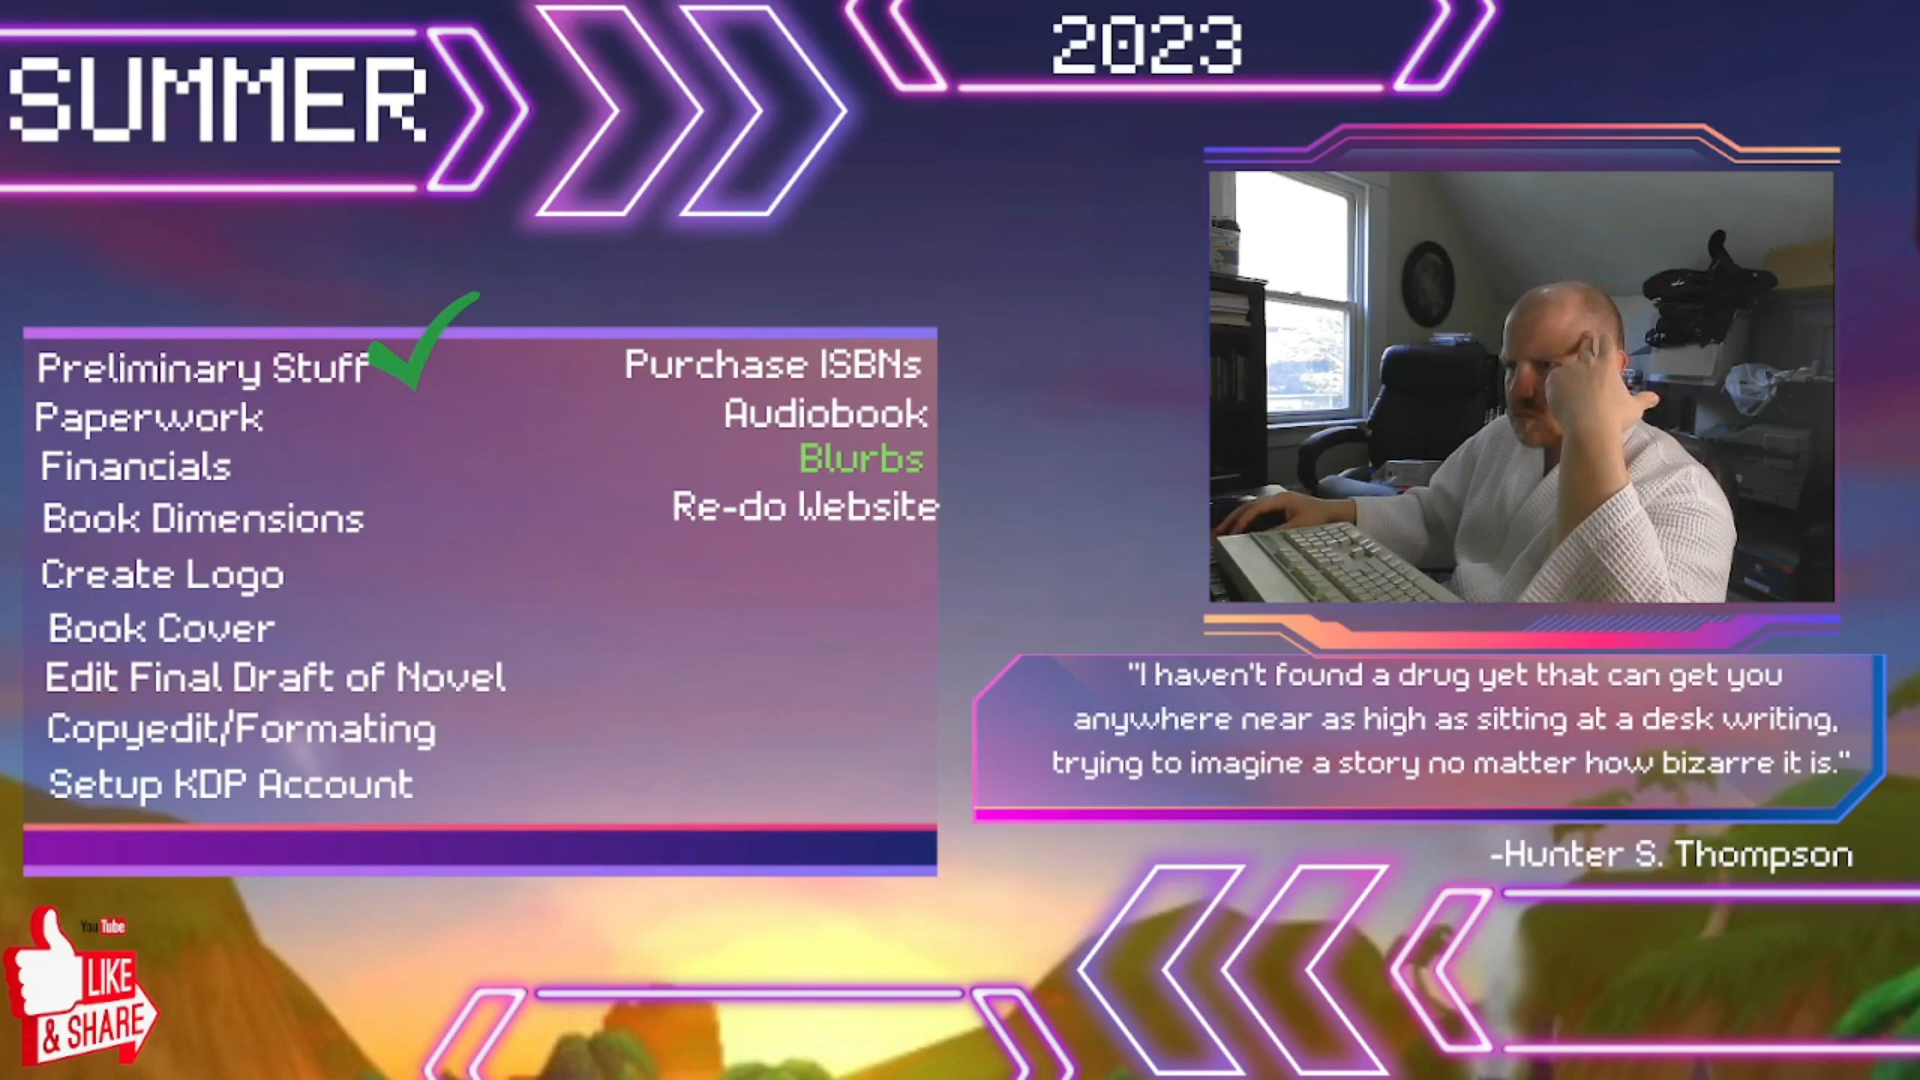 SUMMER
2023
Preliminary Stuff
Paperwork
Financials
Book Dimensions
Create Logo
Book Cover
Edit Final Draft of Novel
Copyedit/Formating
Setup KDP Account
Purchase ISBNs
Audiobook
Blurbs
Re-do Website
"I haven't found a drug yet that can get you
anywhere near as high as sitting at a desk writing,
trying to imagine a story no matter how bizarre it is."
-Hunter S. Thompson
You Tube
LIKE
& SHARE